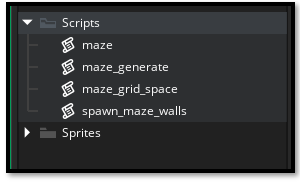 Scripts
maze
maze_generate
maze_grid_space
spawn_maze_walls
Sprites